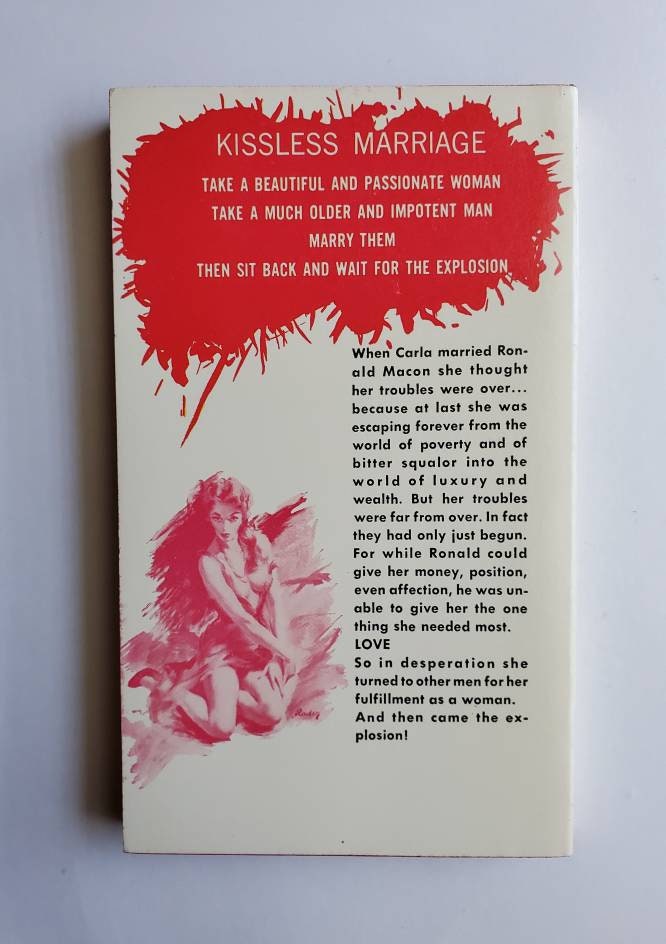 KISSLESS MARRIAGE
TAKE A BEAUTIFUL AND PASSIONATE WOMAN
TAKE A MUCH OLDER AND IMPOTENT MAN
MARRY THEM
THEN SIT BACK AND WAIT FOR THE EXPLOSION
When Carla married Ron-
ald Macon she thought
her troubles were over...
because at last she was
escaping forever from the
world of poverty and of
bitter squalor into the
world of luxury and
wealth. But her troubles
were far from over. In fact
they had only just begun.
For while Ronald could
give her money, position,
even affection, he was un-
able to give her the one
thing she needed most.
LOVE
So in desperation she
turned to other men for her
fulfillment as a woman.
And then came the ex-
plosion!